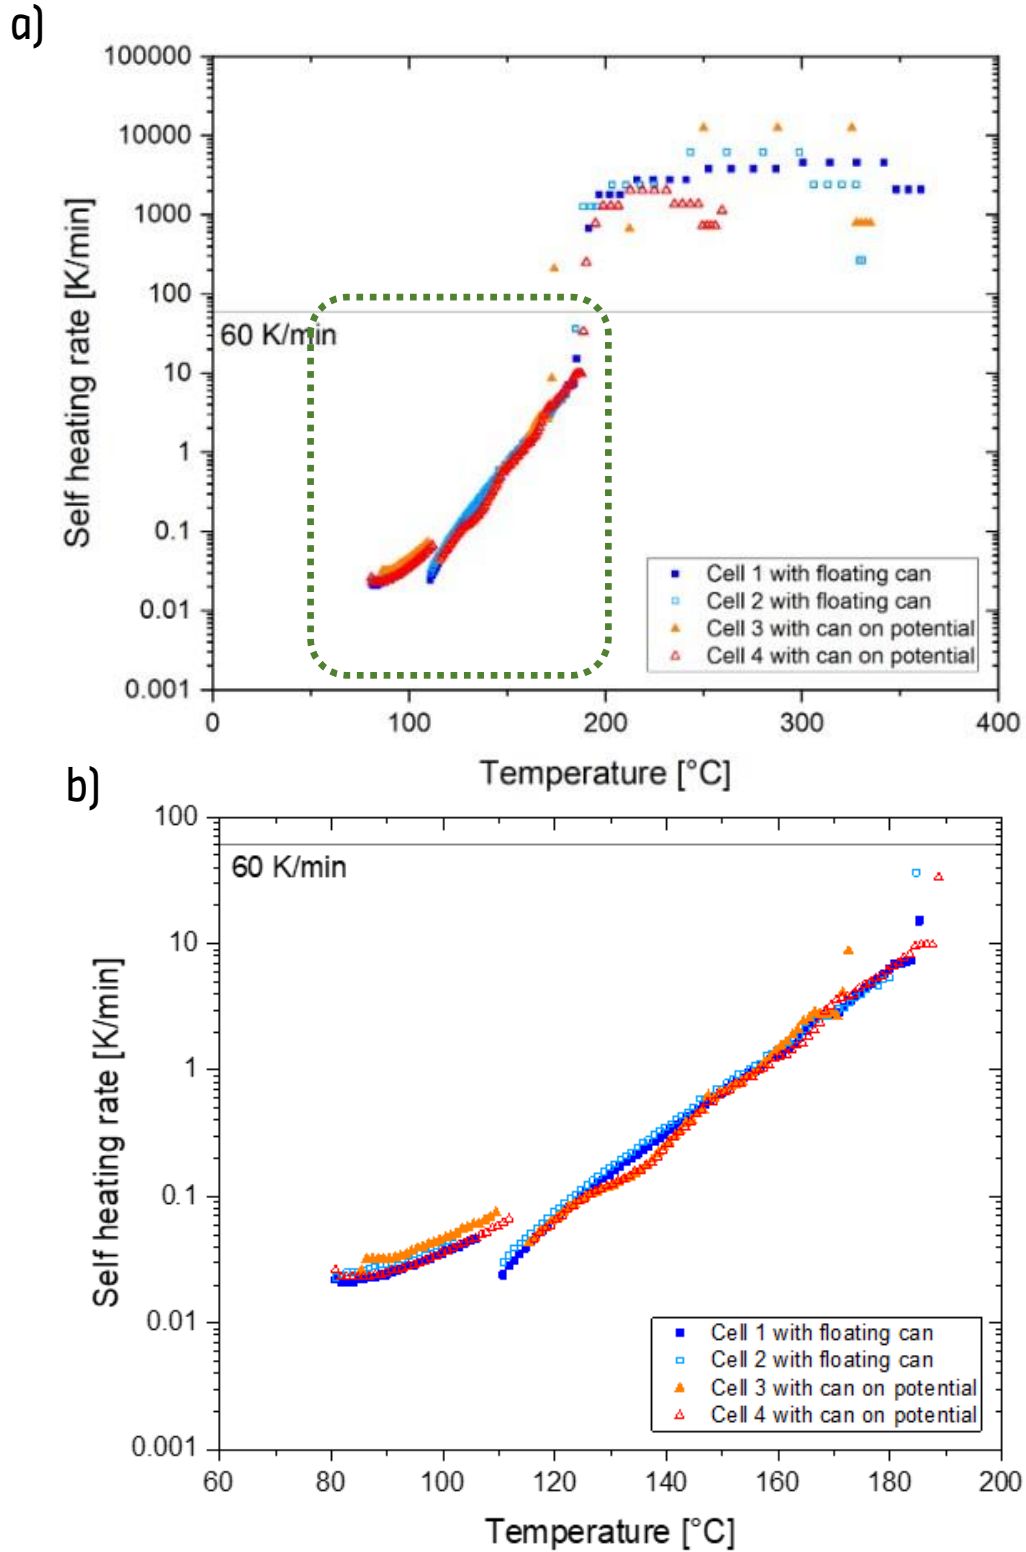 a)
100000
10000
1000
100
10
1
0.1
0.01
0.001
Self heating rate [K/min]
60 K/min
Cell 1 with floating can
Cell 2 with floating can
Cell 3 with can on potential
Cell 4 with can on potential
0 100 200 300 400
Temperature [°C]
b)
100
10
1
0.1
0.01
0.001
Self heating rate [K/min]
60 K/min
Cell 1 with floating can
Cell 2 with floating can
Cell 3 with can on potential
Cell 4 with can on potential
60 80 100 120 140 160 180 200
Temperature [°C]